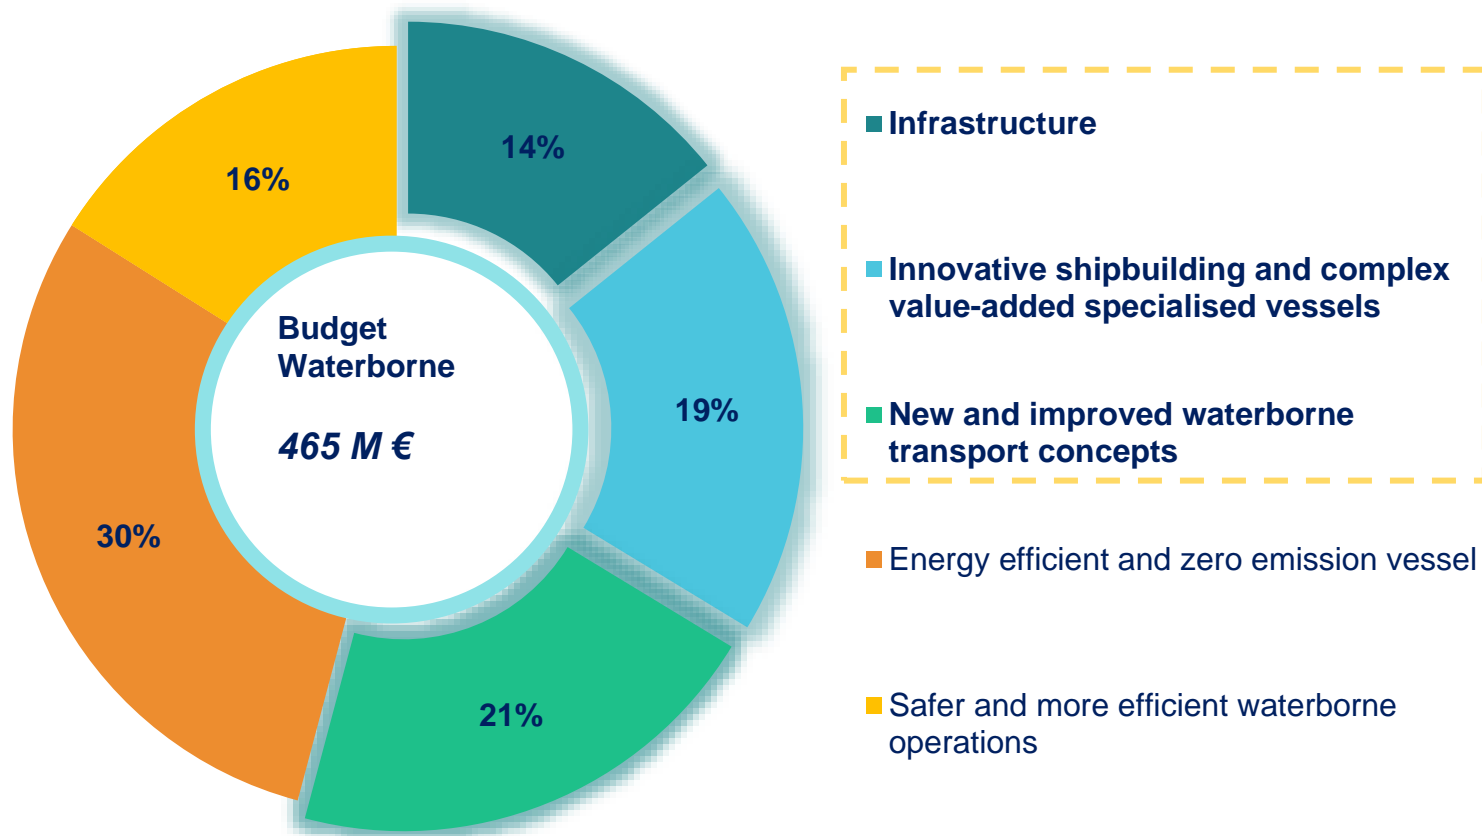 14%
16%
19%
30%
21%
Budget
Waterborne
465 M €
Infrastructure
Innovative shipbuilding and complex
value-added specialised vessels
New and improved waterborne
transport concepts
Energy efficient and zero emission vessel
Safer and more efficient waterborne
operations